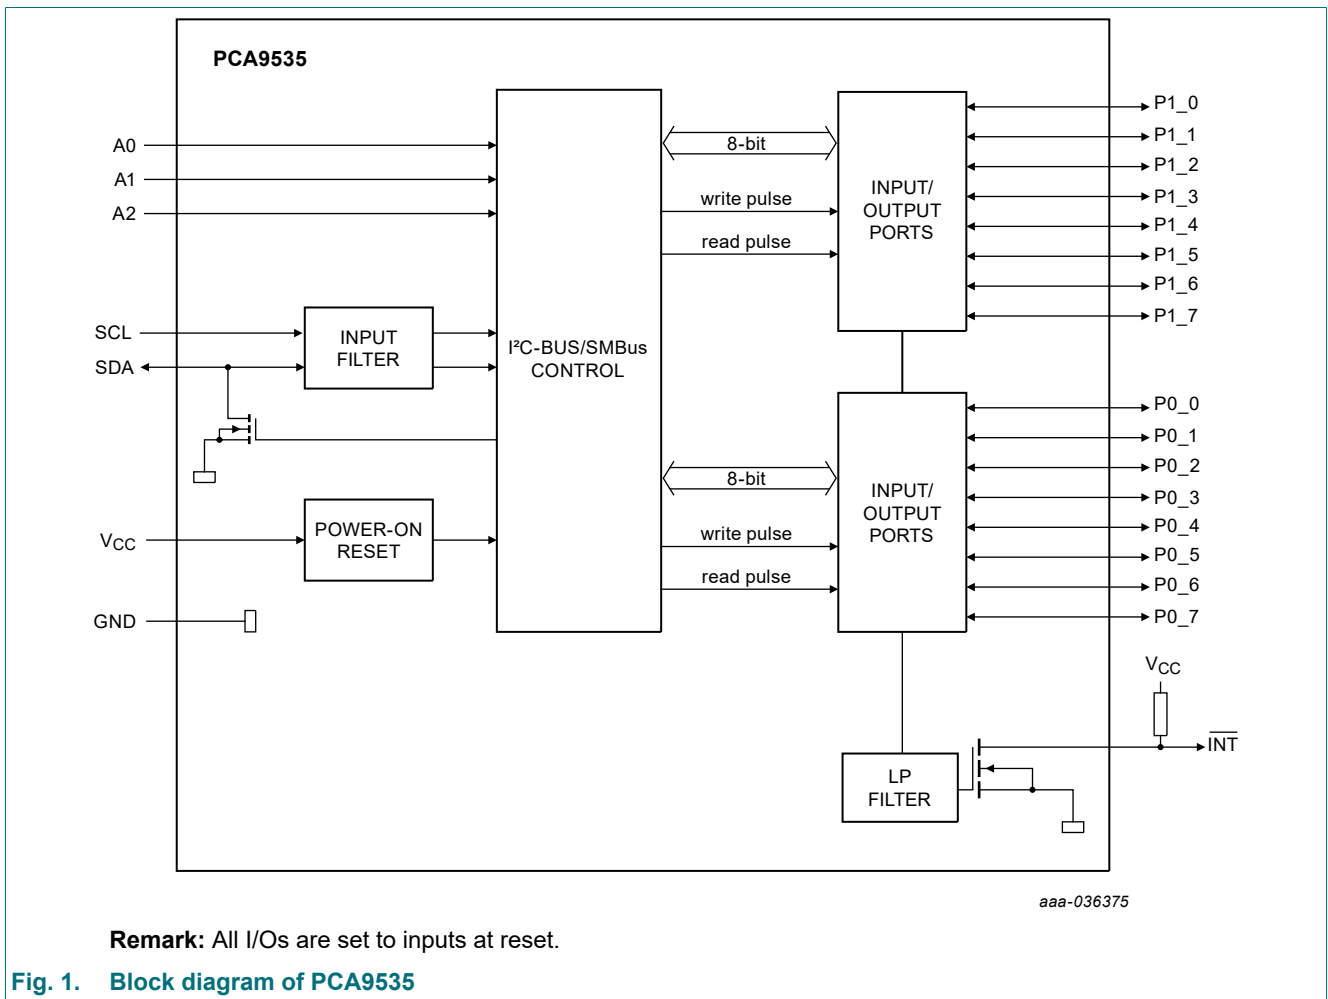 PCA9535
A0
A1
A2
SCL
SDA
VCC
GND
INPUT
FILTER
POWER-ON
RESET
I²C-BUS/SMBus
CONTROL
8-bit
write pulse
read pulse
8-bit
write pulse
read pulse
INPUT/
OUTPUT
PORTS
INPUT/
OUTPUT
PORTS
LP
FILTER
P1_0
P1_1
P1_2
P1_3
P1_4
P1_5
P1_6
P1_7
P0_0
P0_1
P0_2
P0_3
P0_4
P0_5
P0_6
P0_7
VCC
INT
aaa-036375
Remark: All I/Os are set to inputs at reset.
Fig. 1. Block diagram of PCA9535